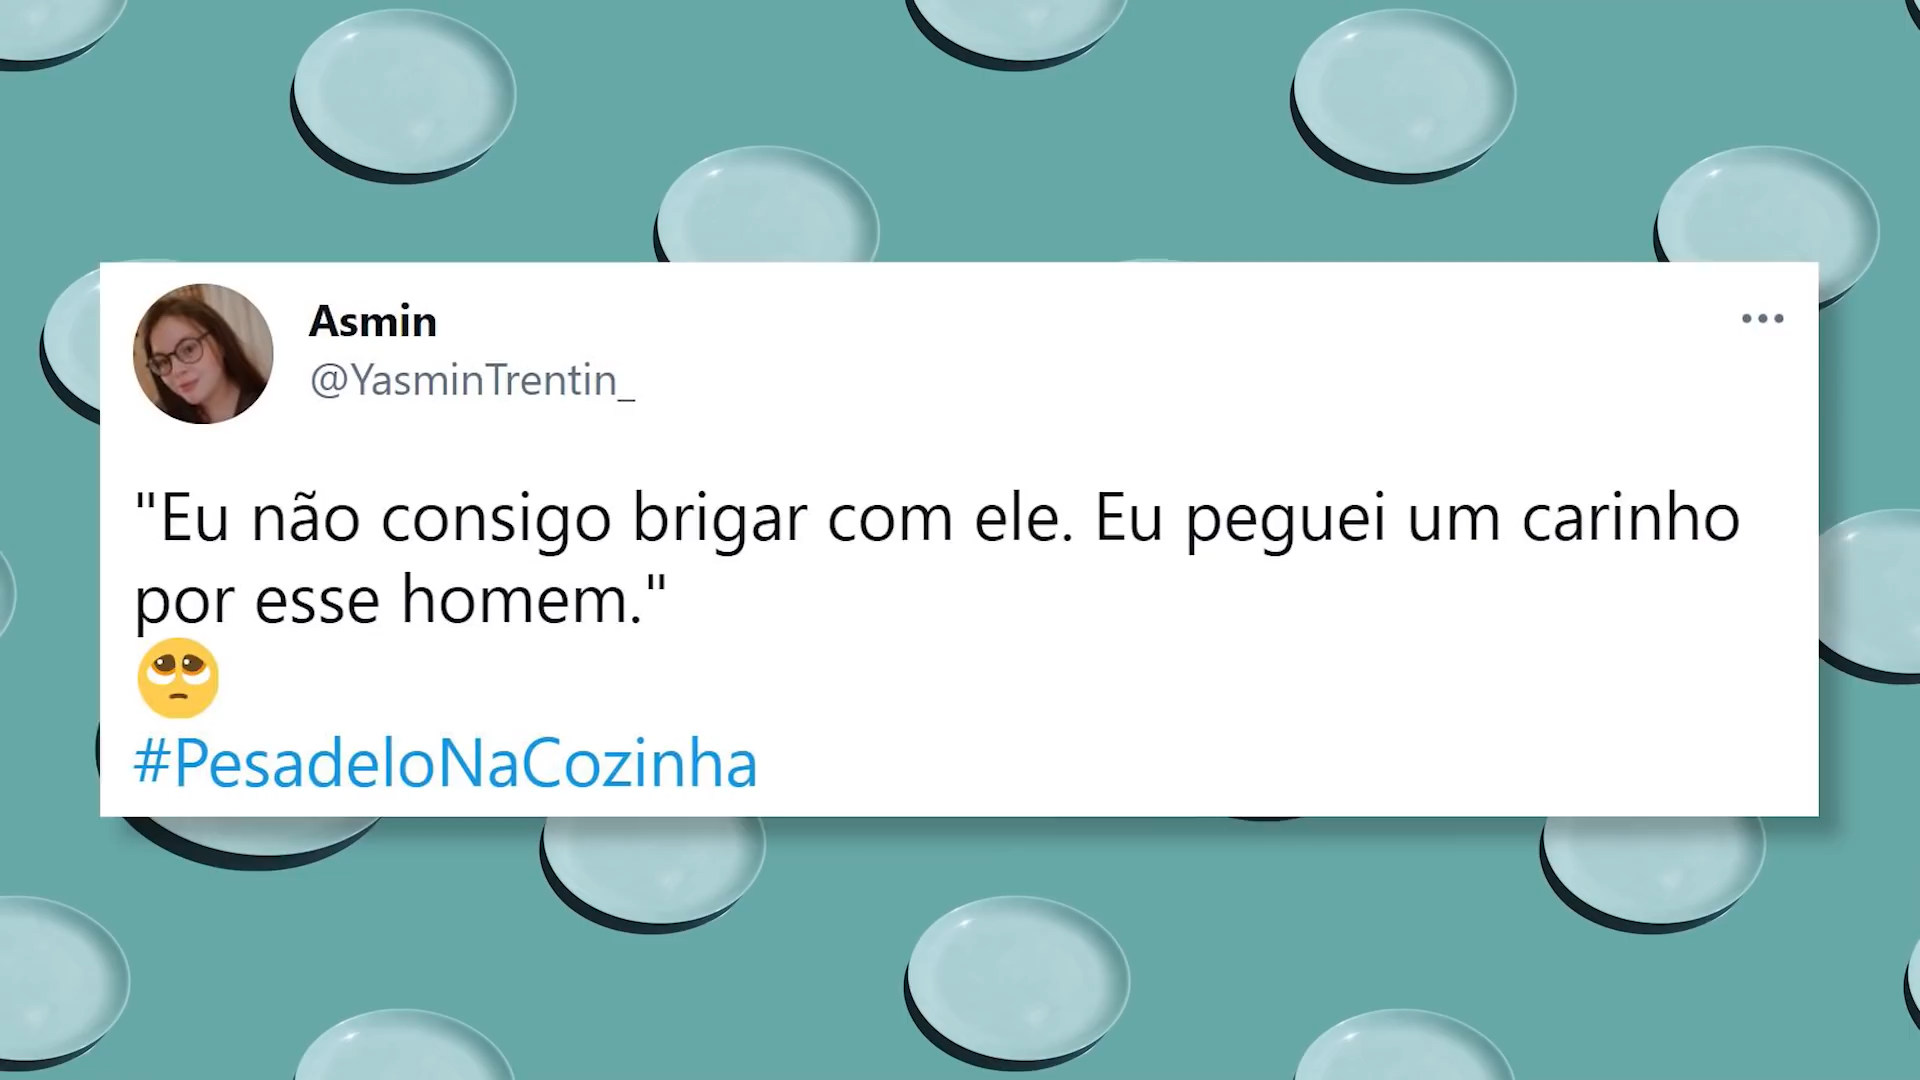 Asmin
@YasminTrentin_
"Eu não consigo brigar com ele. Eu peguei um carinho
por esse homem."
🥺
#PesadeloNaCozinha